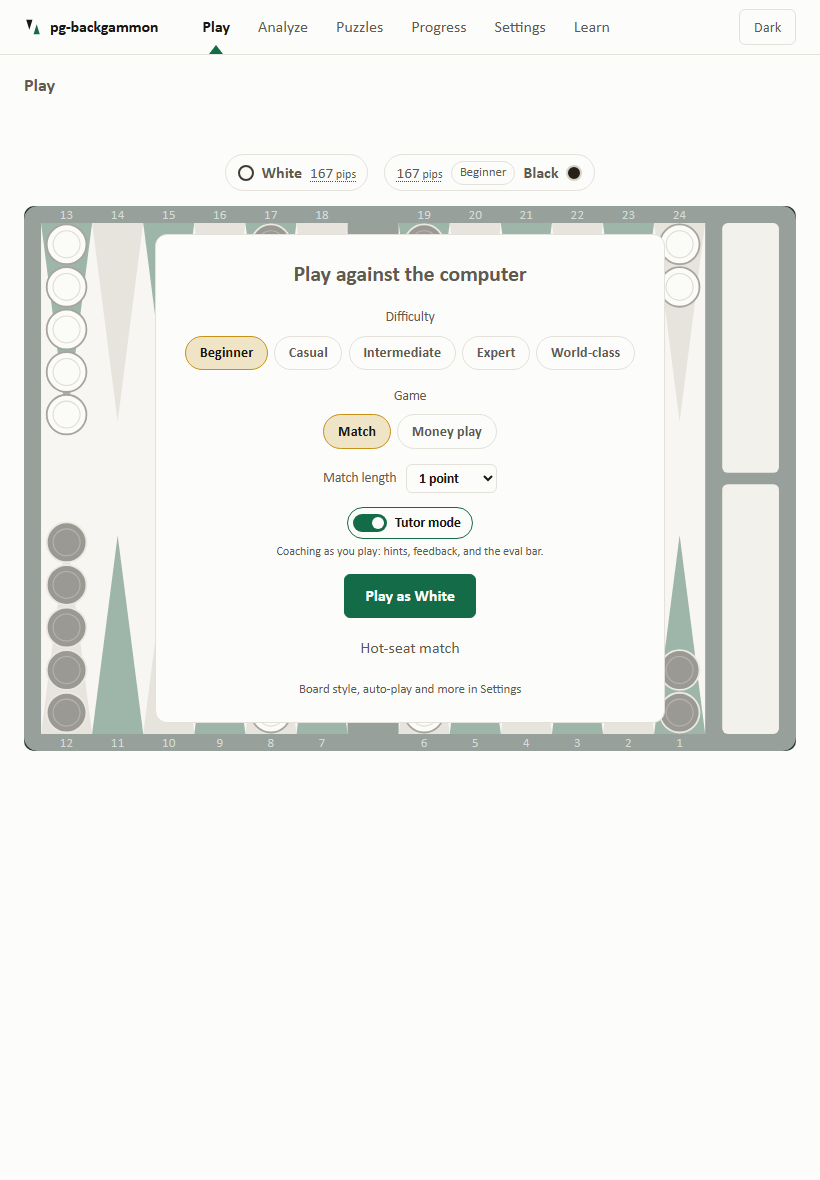 pg-backgammon Play Analyze Puzzles Progress Settings Learn Dark
Play
White 167 pips 167 pips Beginner Black
13 14 15 16 17 18 19 20 21 22 23 24
Play against the computer
Difficulty
Beginner Casual Intermediate Expert World-class
Game
Match Money play
Match length 1 point
Tutor mode
Coaching as you play: hints, feedback, and the eval bar.
Play as White
Hot-seat match
Board style, auto-play and more in Settings
12 11 10 9 8 7 6 5 4 3 2 1